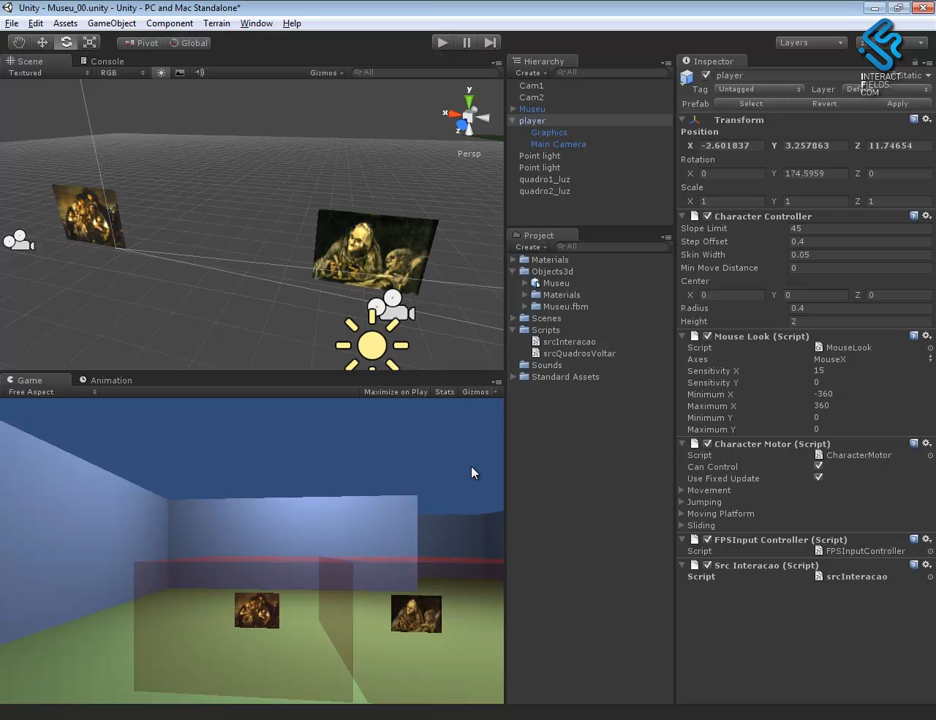 Unity - Museu_00.unity - PC and Mac Standalone*
File Edit Assets GameObject Component Terrain Window Help
Pivot Global
Layers
Scene Console
Textured RGB Gizmos All
y
x
z
Persp
Game Animation
Free Aspect Maximize on Play Stats Gizmos
Hierarchy
Create All
Cam1
Cam2
Museu
player
Graphics
Main Camera
Point light
Point light
quadro1_luz
quadro2_luz
Project
Create All
Materials
Objects3d
Museu
Materials
Museu.fbm
Scenes
Scripts
srcInteracao
srcQuadrosVoltar
Sounds
Standard Assets
INTERACT
FIELDS.
COM
Inspector
player Static
Tag Untagged Layer
Prefab Select Revert Apply
Transform
Position
X -2.601837 Y 3.257863 Z 11.74654
Rotation
X 0 Y 174.5959 Z 0
Scale
X 1 Y 1 Z 1
Character Controller
Slope Limit 45
Step Offset 0.4
Skin Width 0.05
Min Move Distance 0
Center
X 0 Y 0 Z 0
Radius 0.4
Height 2
Mouse Look (Script)
Script MouseLook
Axes MouseX
Sensitivity X 15
Sensitivity Y 0
Minimum X -360
Maximum X 360
Minimum Y 0
Maximum Y 0
Character Motor (Script)
Script CharacterMotor
Can Control
Use Fixed Update
Movement
Jumping
Moving Platform
Sliding
FPSInput Controller (Script)
Script FPSInputController
Src Interacao (Script)
Script srcInteracao